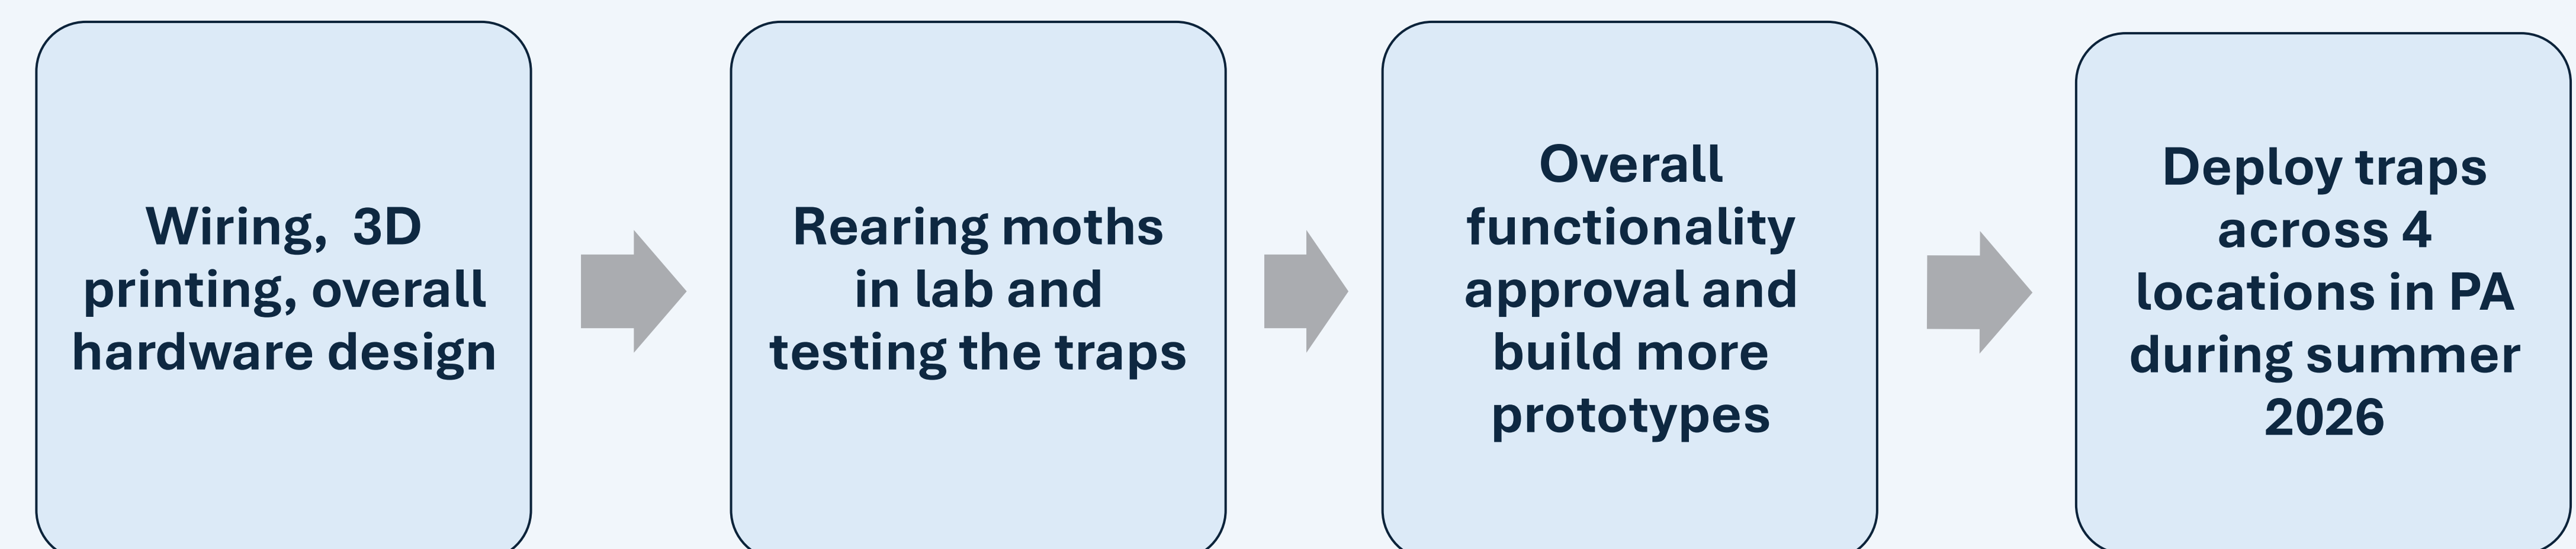 Wiring,  3D
printing, overall
hardware design
Rearing moths
in lab and
testing the traps
Overall
functionality
approval and
build more
prototypes
Deploy traps
across 4
locations in PA
during summer
2026